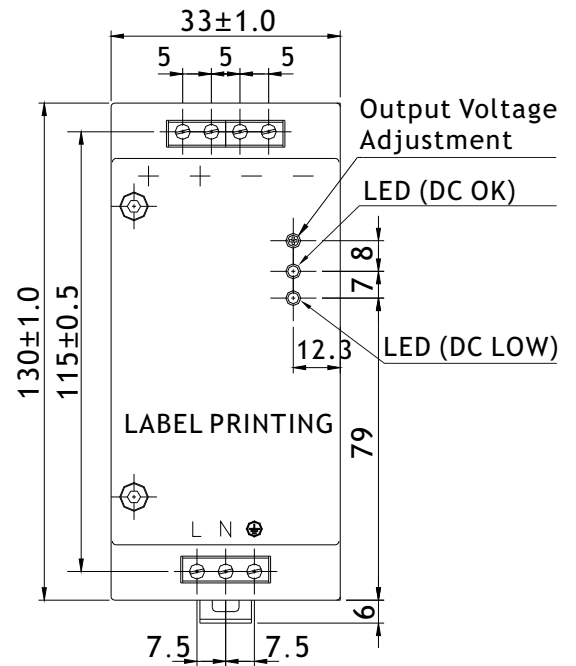 33±1.0
5 5 5
Output Voltage
Adjustment
+ + - -
LED (DC OK)
8
7
130±1.0
115±0.5
12.3
LED (DC LOW)
79
LABEL PRINTING
L N ⏚
6
7.5 7.5